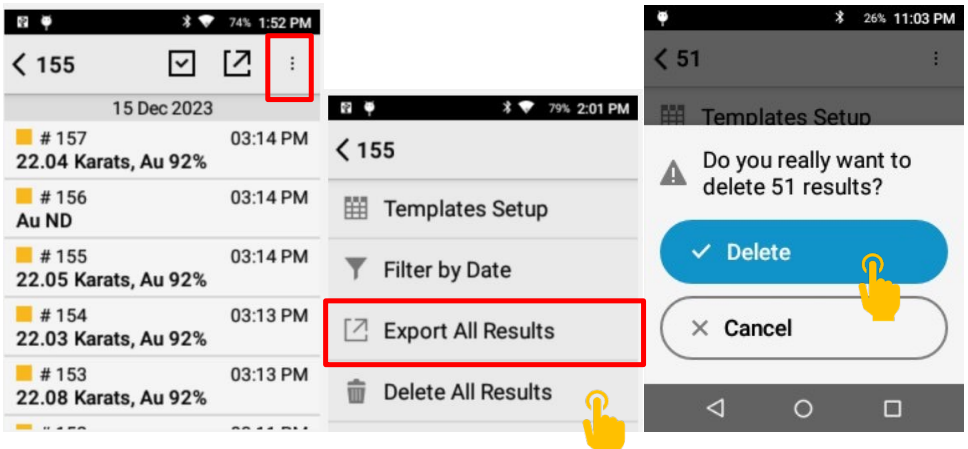 74% 1:52 PM
155
15 Dec 2023
# 157 03:14 PM
22.04 Karats, Au 92%
# 156 03:14 PM
Au ND
# 155 03:14 PM
22.05 Karats, Au 92%
# 154 03:13 PM
22.03 Karats, Au 92%
# 153 03:13 PM
22.08 Karats, Au 92%
79% 2:01 PM
155
Templates Setup
Filter by Date
Export All Results
Delete All Results
26% 11:03 PM
51
Templates Setup
Do you really want to
delete 51 results?
Delete
Cancel